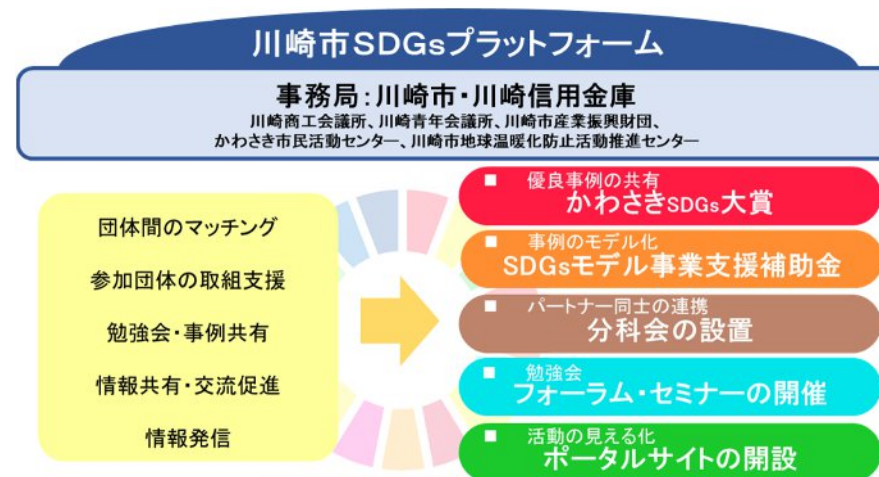 川崎市SDGsプラットフォーム
事務局:川崎市・川崎信用金庫
川崎商工会議所、川崎青年会議所、川崎市産業振興財団、
かわさき市民活動センター、川崎市地球温暖化防止活動推進センター
団体間のマッチング
参加団体の取組支援
勉強会・事例共有
情報共有・交流促進
情報発信
■ 優良事例の共有
かわさきSDGs大賞
■ 事例のモデル化
SDGsモデル事業支援補助金
■ パートナー同士の連携
分科会の設置
■ 勉強会
フォーラム・セミナーの開催
■ 活動の見える化
ポータルサイトの開設